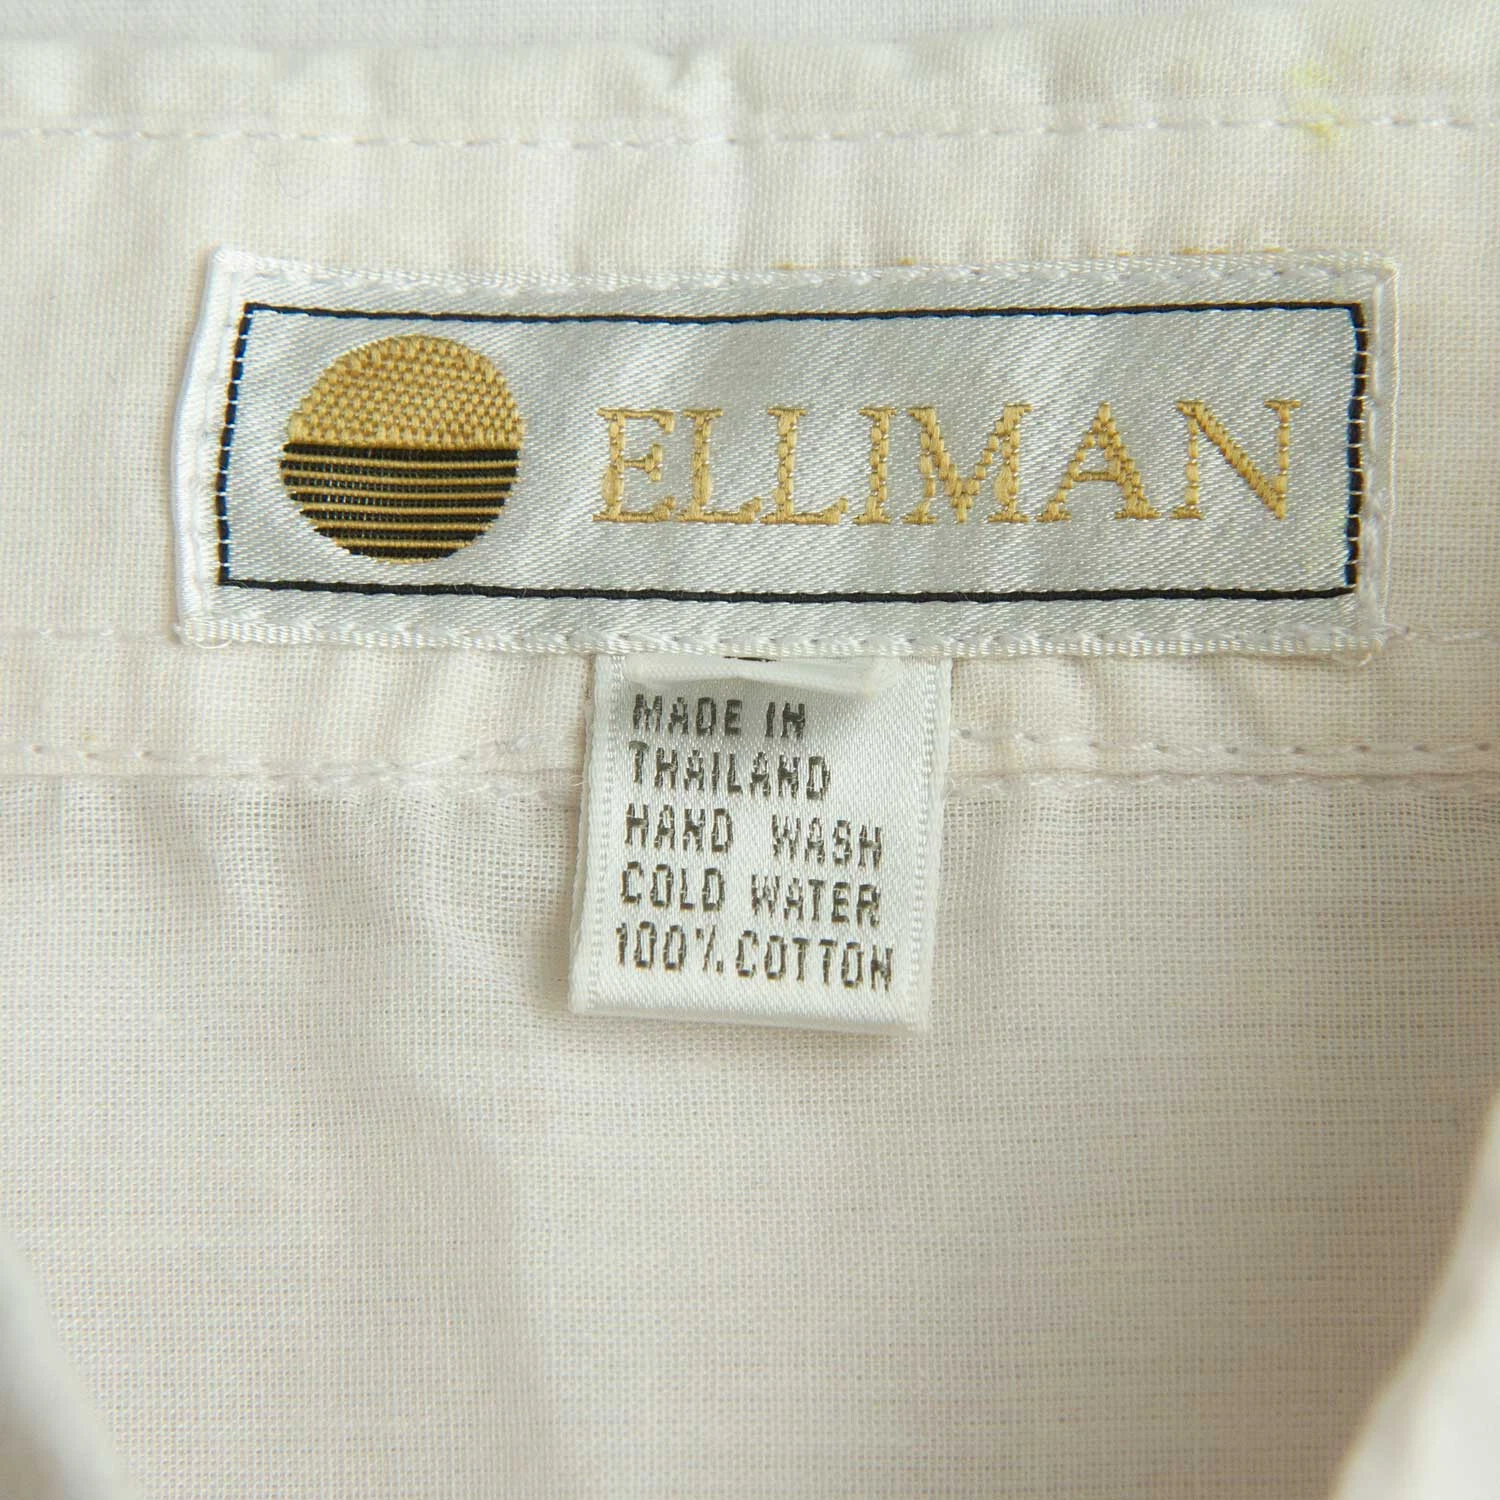 ELLIMAN
MADE IN
THAILAND
HAND WASH
COLD WATER
100% COTTON